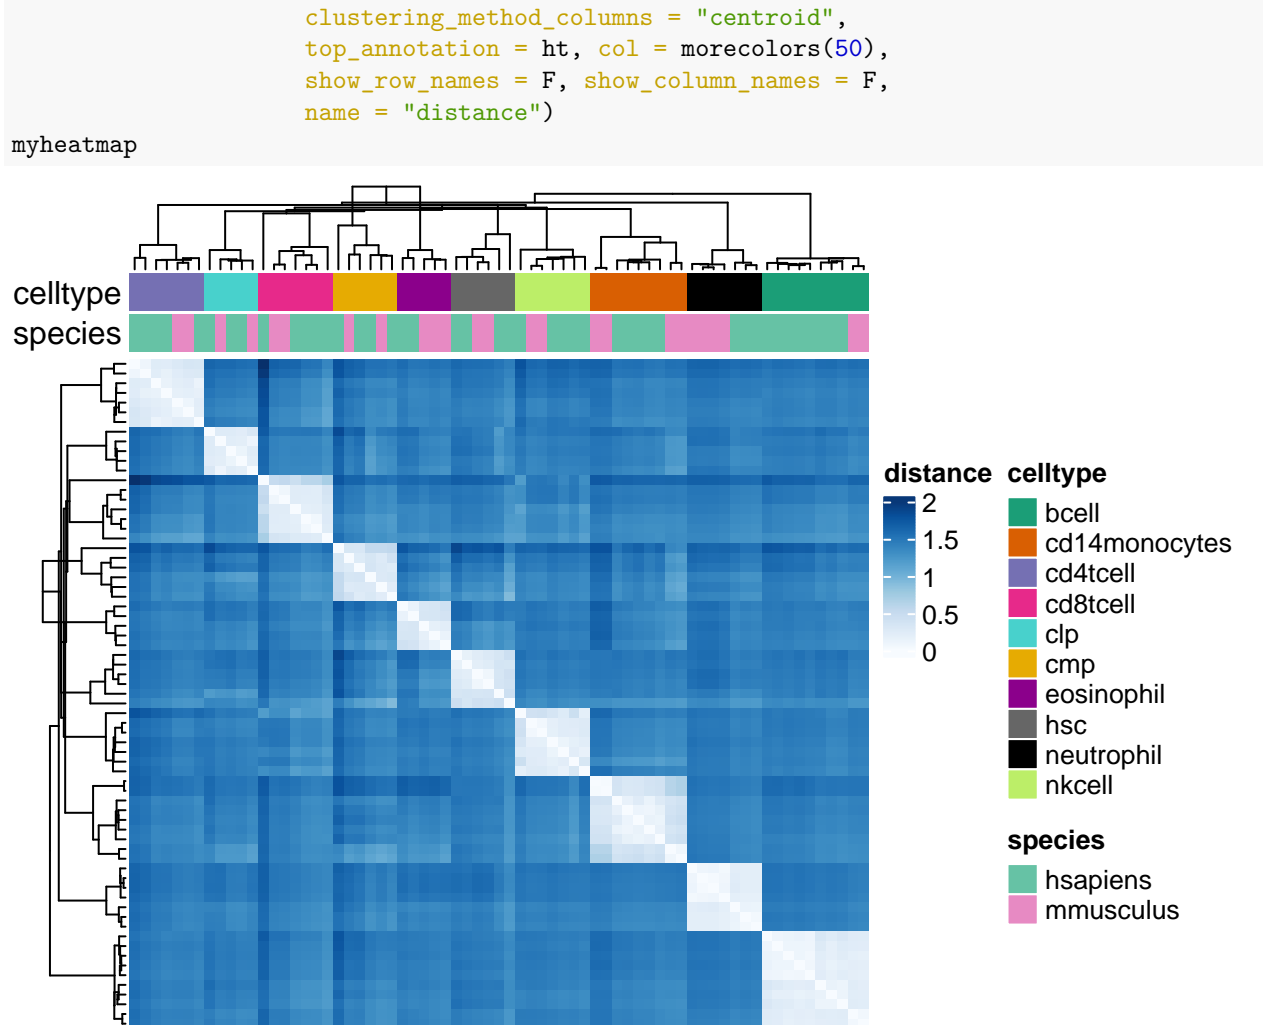 clustering_method_columns = "centroid",
top_annotation = ht, col = morecolors(50),
show_row_names = F, show_column_names = F,
name = "distance")
myheatmap
celltype
species
distance
2
1.5
1
0.5
0
celltype
bcell
cd14monocytes
cd4tcell
cd8tcell
clp
cmp
eosinophil
hsc
neutrophil
nkcell
species
hsapiens
mmusculus